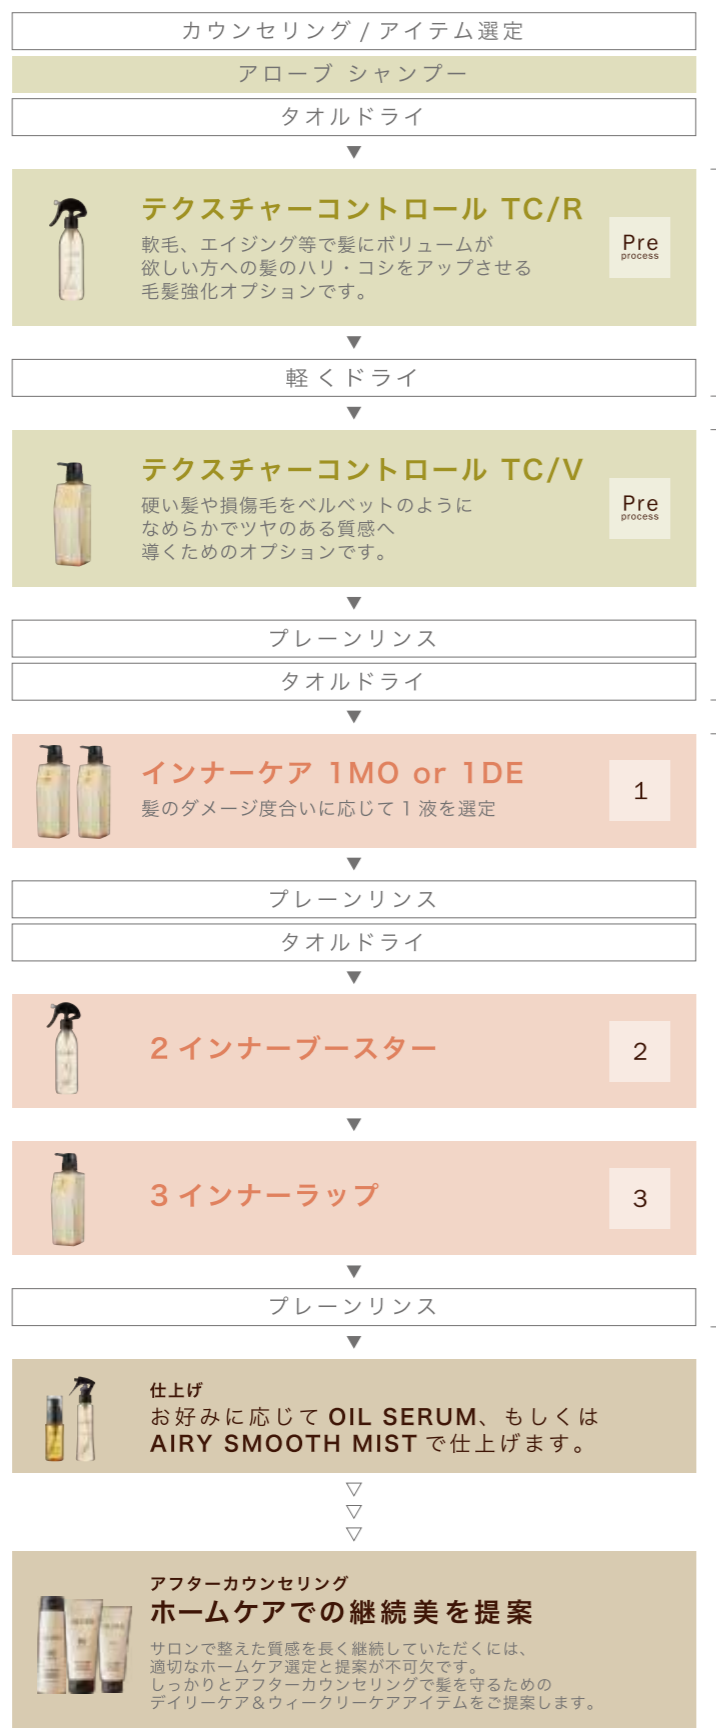 カウンセリング / アイテム選定
アローブ シャンプー
タオルドライ
テクスチャーコントロール TC/R
軟毛、エイジング等で髪にボリュームが
欲しい方への髪のハリ・コシをアップさせる
毛髪強化オプションです。
Pre
process
軽くドライ
テクスチャーコントロール TC/V
硬い髪や損傷毛をベルベットのように
なめらかでツヤのある質感へ
導くためのオプションです。
Pre
process
プレーンリンス
タオルドライ
インナーケア 1MO or 1DE
髪のダメージ度合いに応じて 1 液を選定
1
プレーンリンス
タオルドライ
2 インナーブースター
2
3 インナーラップ
3
プレーンリンス
仕上げ
お好みに応じて OIL SERUM、もしくは
AIRY SMOOTH MIST で仕上げます。
アフターカウンセリング
ホームケアでの継続美を提案
サロンで整えた質感を長く継続していただくには、
適切なホームケア選定と提案が不可欠です。
しっかりとアフターカウンセリングで髪を守るための
デイリーケア＆ウィークリーケアアイテムをご提案します。